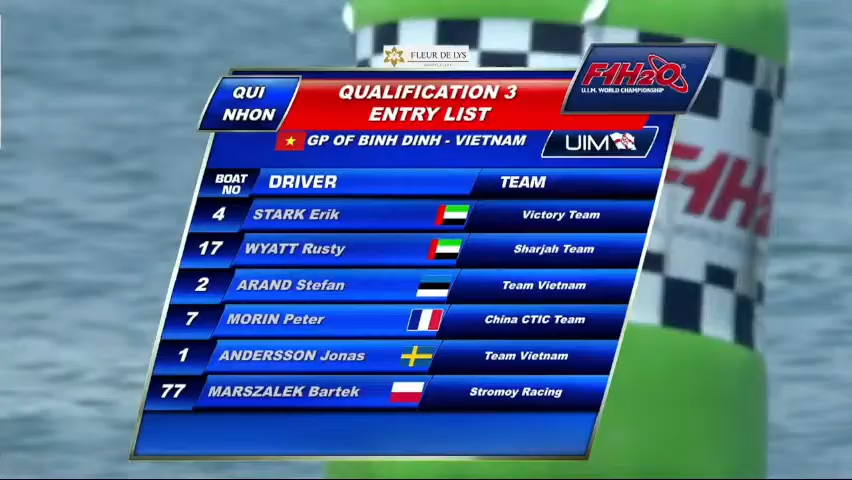 FLEUR DE LYS
QUI NHON
QUALIFICATION 3
ENTRY LIST
F1H2O
U.I.M. WORLD CHAMPIONSHIP
GP OF BINH DINH - VIETNAM
UIM
BOAT NO DRIVER TEAM
4 STARK Erik Victory Team
17 WYATT Rusty Sharjah Team
2 ARAND Stefan Team Vietnam
7 MORIN Peter China CTIC Team
1 ANDERSSON Jonas Team Vietnam
77 MARSZALEK Bartek Stromoy Racing
F1H2O